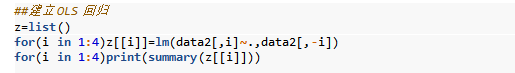 ##建立OLS 回归
z=list()
for(i in 1:4)z[[i]]=lm(data2[,i]~.,data2[,-i])
for(i in 1:4)print(summary(z[[i]]))